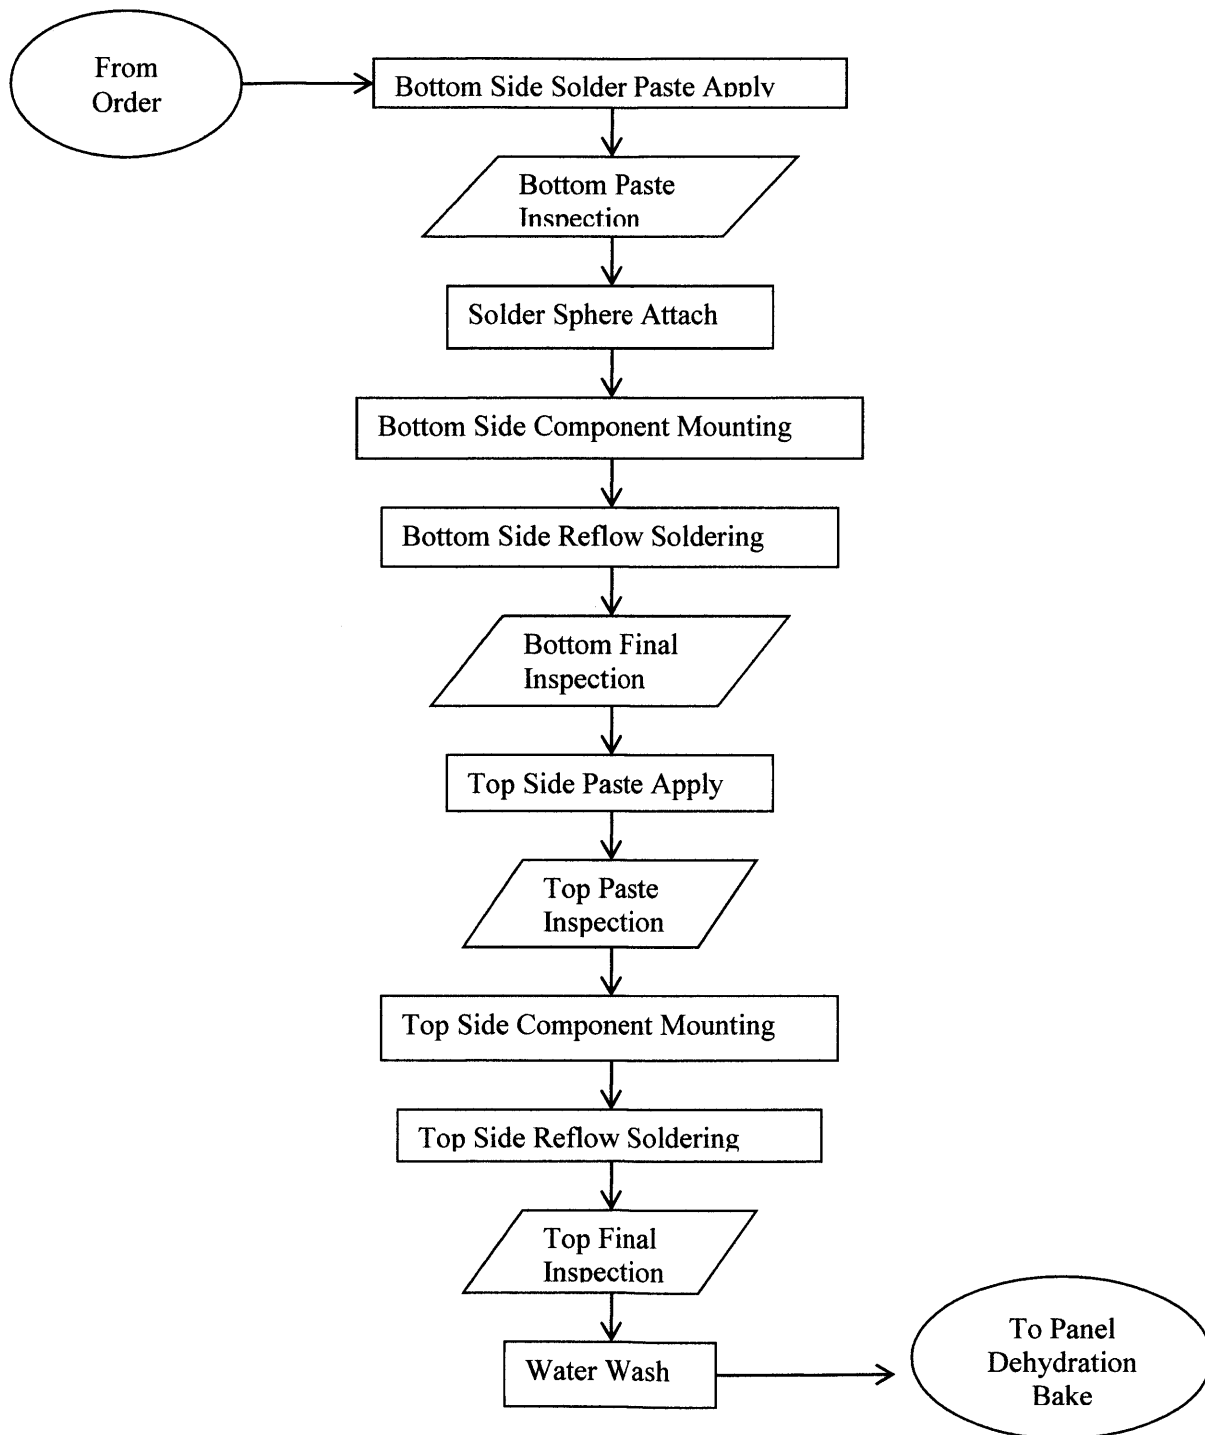 From
Order
Bottom Side Solder Paste Apply
Bottom Paste
Inspection
Solder Sphere Attach
Bottom Side Component Mounting
Bottom Side Reflow Soldering
Bottom Final
Inspection
Top Side Paste Apply
Top Paste
Inspection
Top Side Component Mounting
Top Side Reflow Soldering
Top Final
Inspection
Water Wash
To Panel
Dehydration
Bake